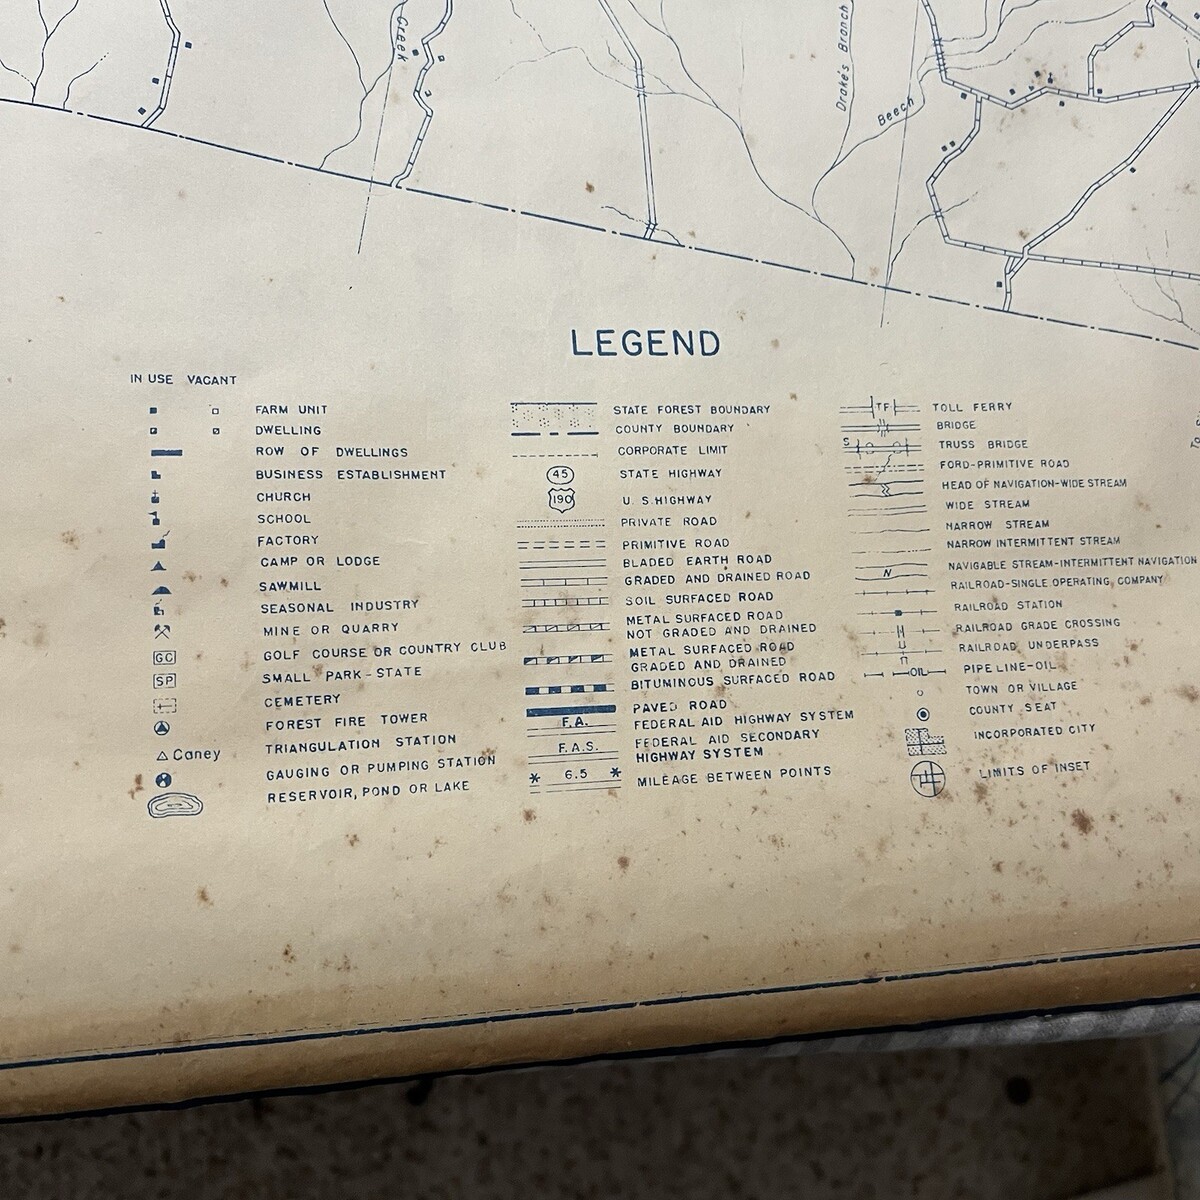 Creek
Drake's Branch
Beech
LEGEND
IN USE VACANT
FARM UNIT
DWELLING
ROW OF DWELLINGS
BUSINESS ESTABLISHMENT
CHURCH
SCHOOL
FACTORY
CAMP OR LODGE
SAWMILL
SEASONAL INDUSTRY
MINE OR QUARRY
GC GOLF COURSE OR COUNTRY CLUB
SP SMALL PARK-STATE
CEMETERY
FOREST FIRE TOWER
Caney TRIANGULATION STATION
GAUGING OR PUMPING STATION
RESERVOIR, POND OR LAKE
STATE FOREST BOUNDARY
COUNTY BOUNDARY
CORPORATE LIMIT
45 STATE HIGHWAY
190 U. S. HIGHWAY
PRIVATE ROAD
PRIMITIVE ROAD
BLADED EARTH ROAD
GRADED AND DRAINED ROAD
SOIL SURFACED ROAD
METAL SURFACED ROAD
NOT GRADED AND DRAINED
METAL SURFACED ROAD
GRADED AND DRAINED
BITUMINOUS SURFACED ROAD
PAVED ROAD
F.A. FEDERAL AID HIGHWAY SYSTEM
F.A.S. FEDERAL AID SECONDARY
HIGHWAY SYSTEM
* 6.5 * MILEAGE BETWEEN POINTS
TF TOLL FERRY
BRIDGE
S TRUSS BRIDGE
FORD-PRIMITIVE ROAD
HEAD OF NAVIGATION-WIDE STREAM
WIDE STREAM
NARROW STREAM
NARROW INTERMITTENT STREAM
N NAVIGABLE STREAM-INTERMITTENT NAVIGATION
RAILROAD-SINGLE OPERATING COMPANY
RAILROAD STATION
RAILROAD GRADE CROSSING
RAILROAD UNDERPASS
OIL PIPE LINE-OIL
TOWN OR VILLAGE
COUNTY SEAT
INCORPORATED CITY
LIMITS OF INSET